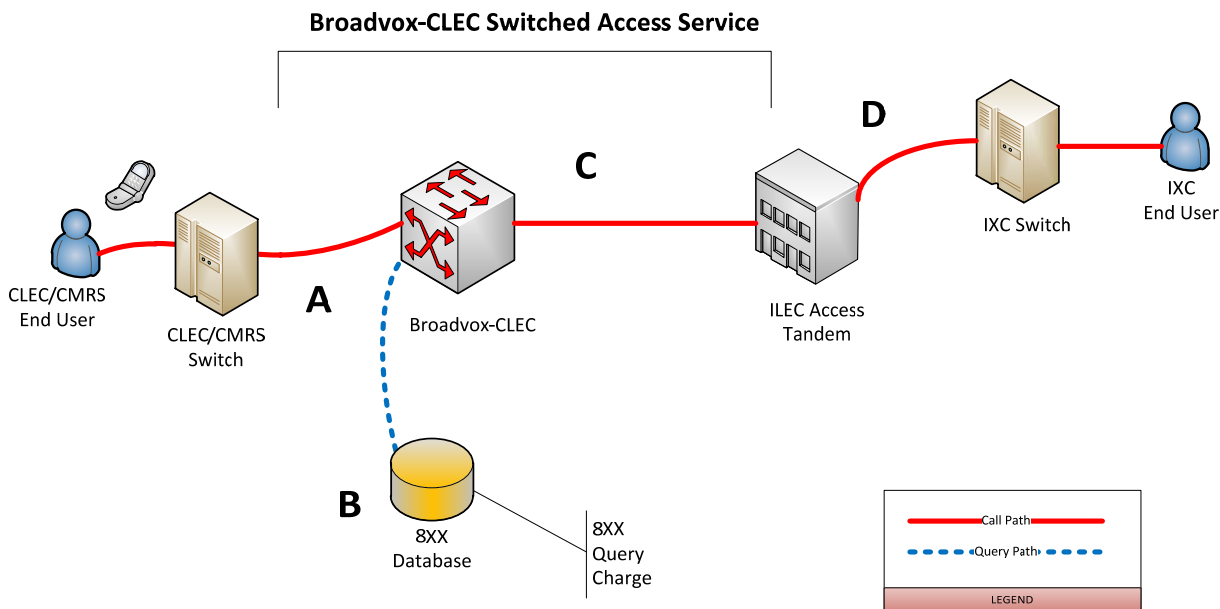 Broadvox-CLEC Switched Access Service
D
C
IXC
End User
IXC Switch
CLEC/CMRS
End User
A
ILEC Access
Tandem
Broadvox-CLEC
CLEC/CMRS
Switch
B
8XX
Database
8XX
Query
Charge
Call Path
Query Path
LEGEND